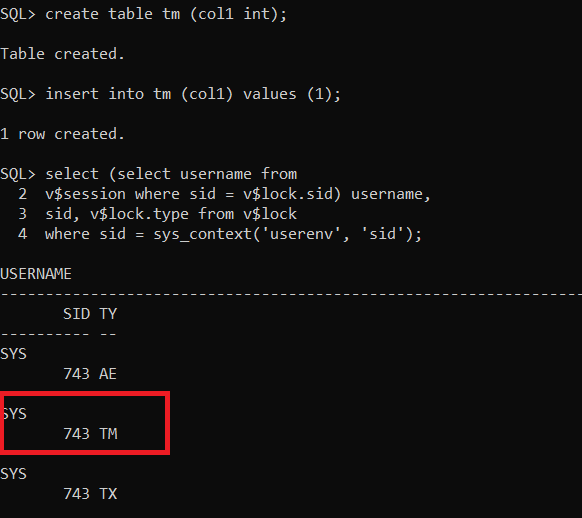 SQL> create table tm (col1 int);
Table created.
SQL> insert into tm (col1) values (1);
1 row created.
SQL> select (select username from
2 v$session where sid = v$lock.sid) username,
3 sid, v$lock.type from v$lock
4 where sid = sys_context('userenv', 'sid');
USERNAME
--------------------------------------------------------------------------------
SID TY
---------- --
SYS
743 AE
SYS
743 TM
SYS
743 TX